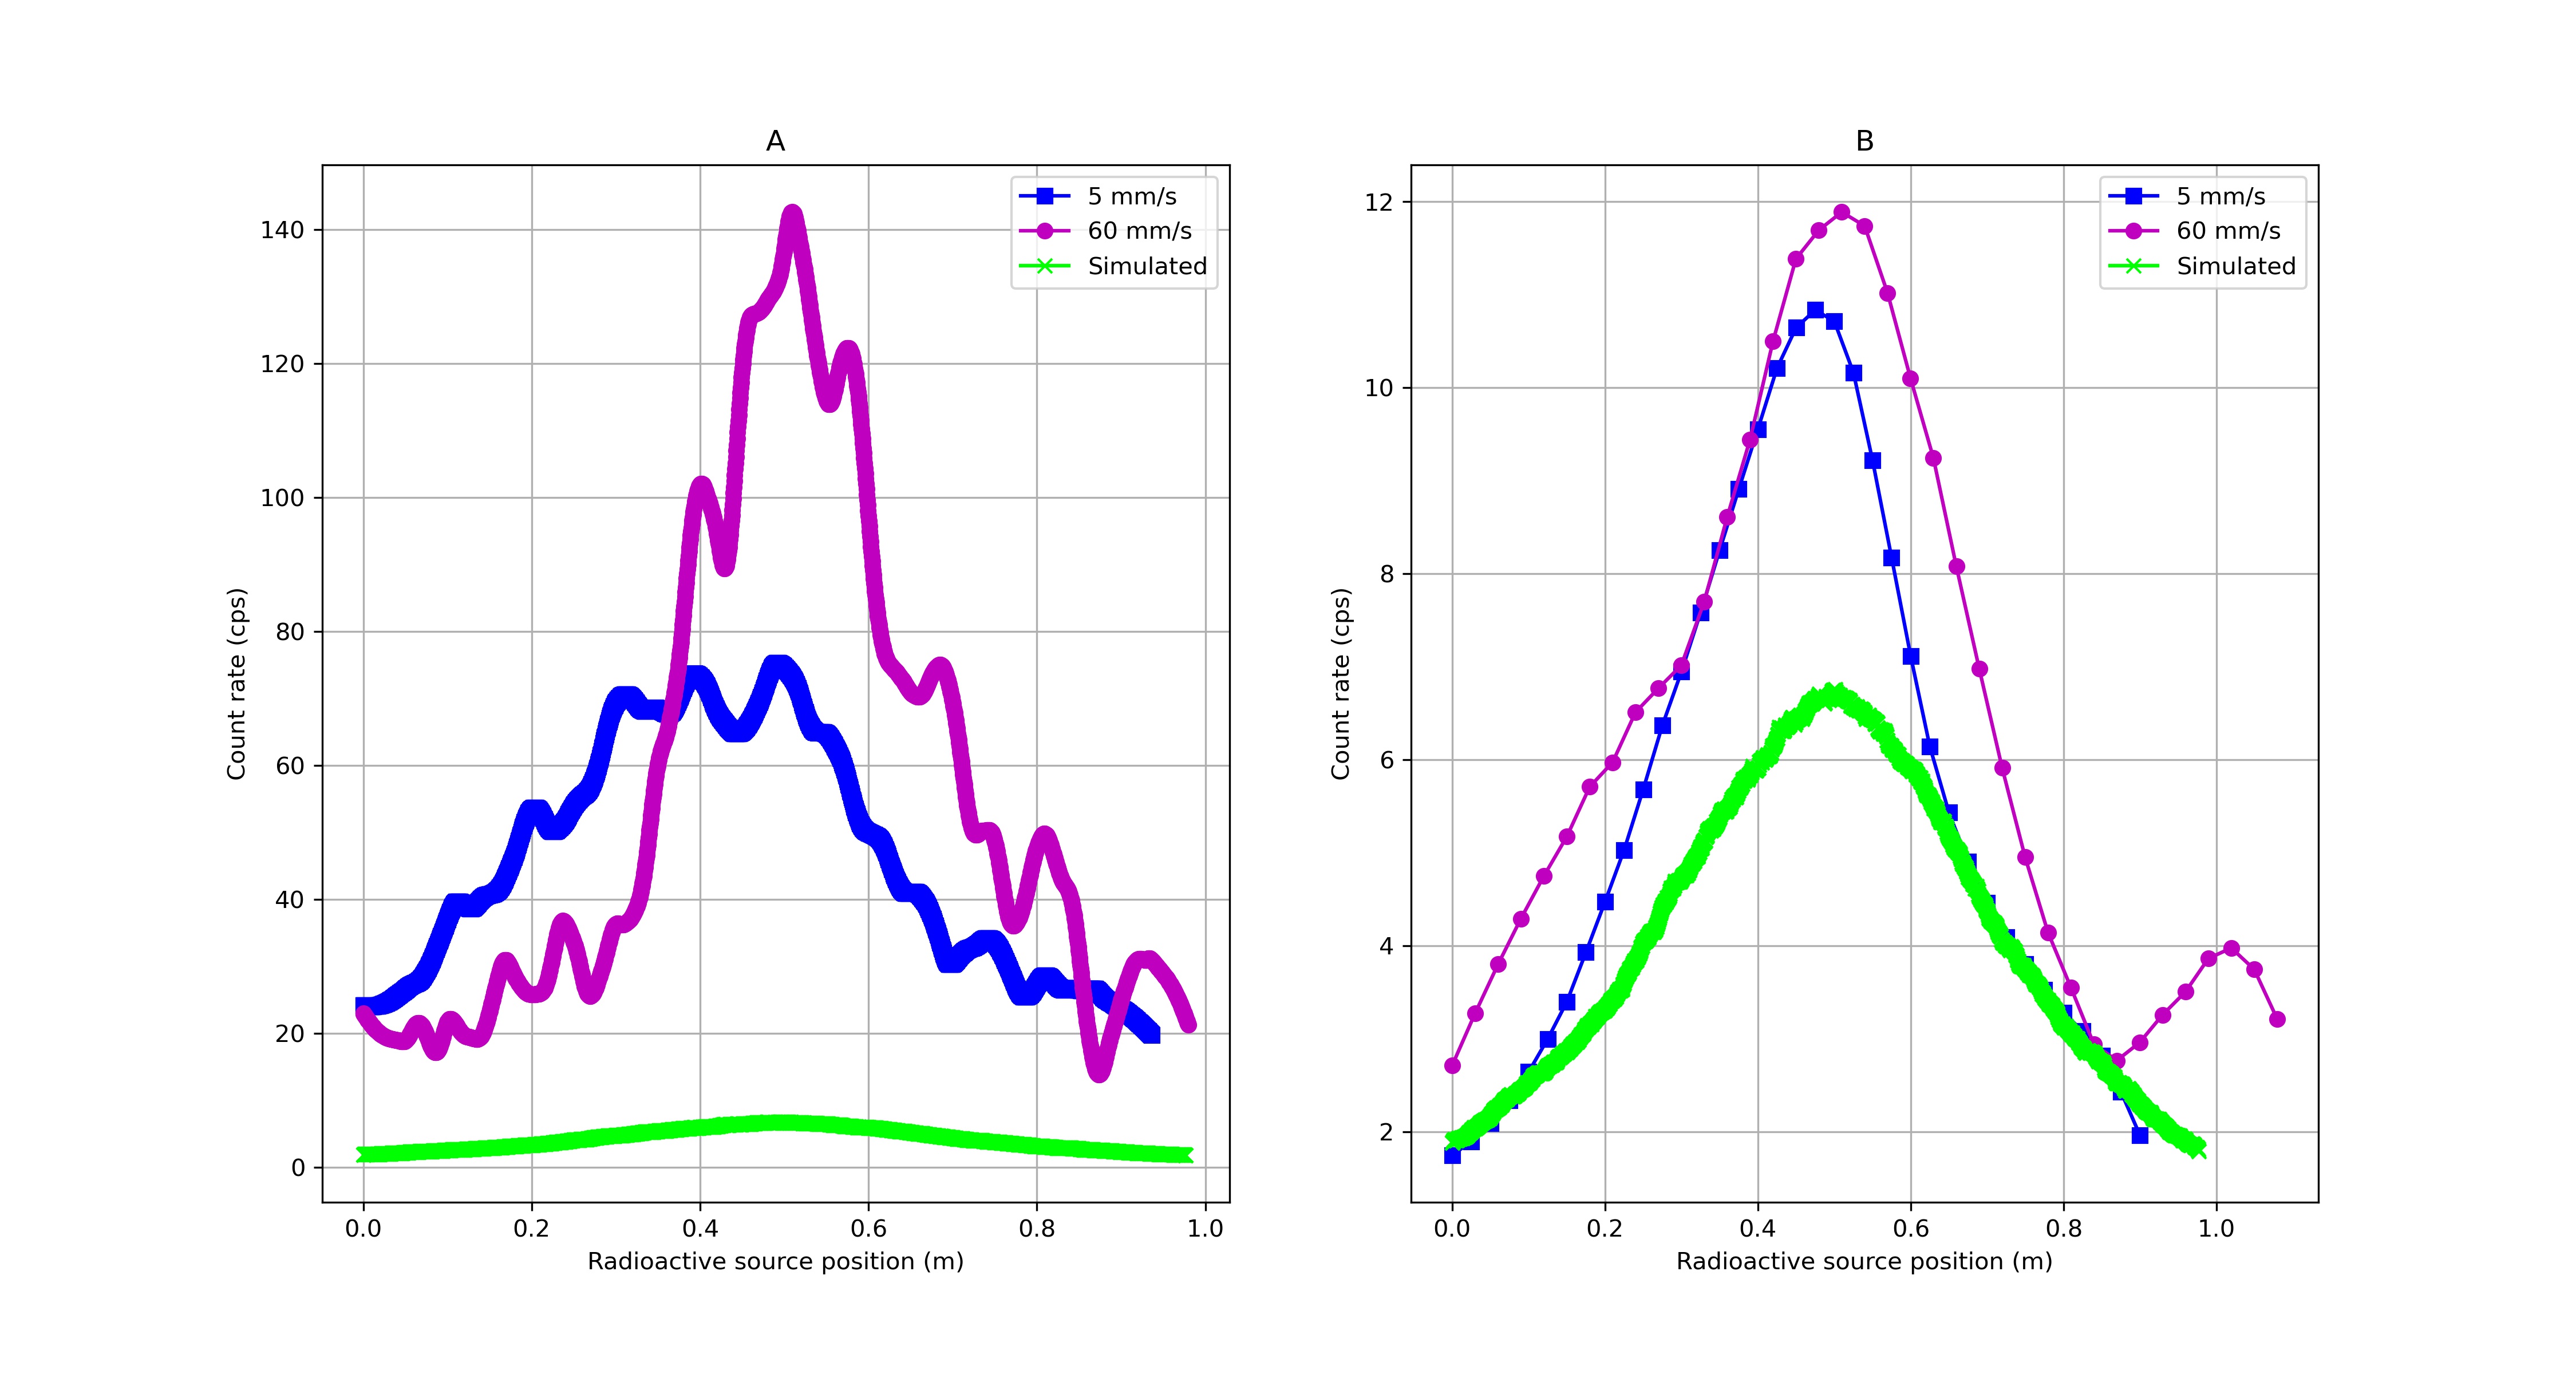 A
5 mm/s
60 mm/s
Simulated
140
120
100
80
60
40
20
0
Count rate (cps)
0.0 0.2 0.4 0.6 0.8 1.0
Radioactive source position (m)
B
5 mm/s
60 mm/s
Simulated
12
10
8
6
4
2
Count rate (cps)
0.0 0.2 0.4 0.6 0.8 1.0
Radioactive source position (m)